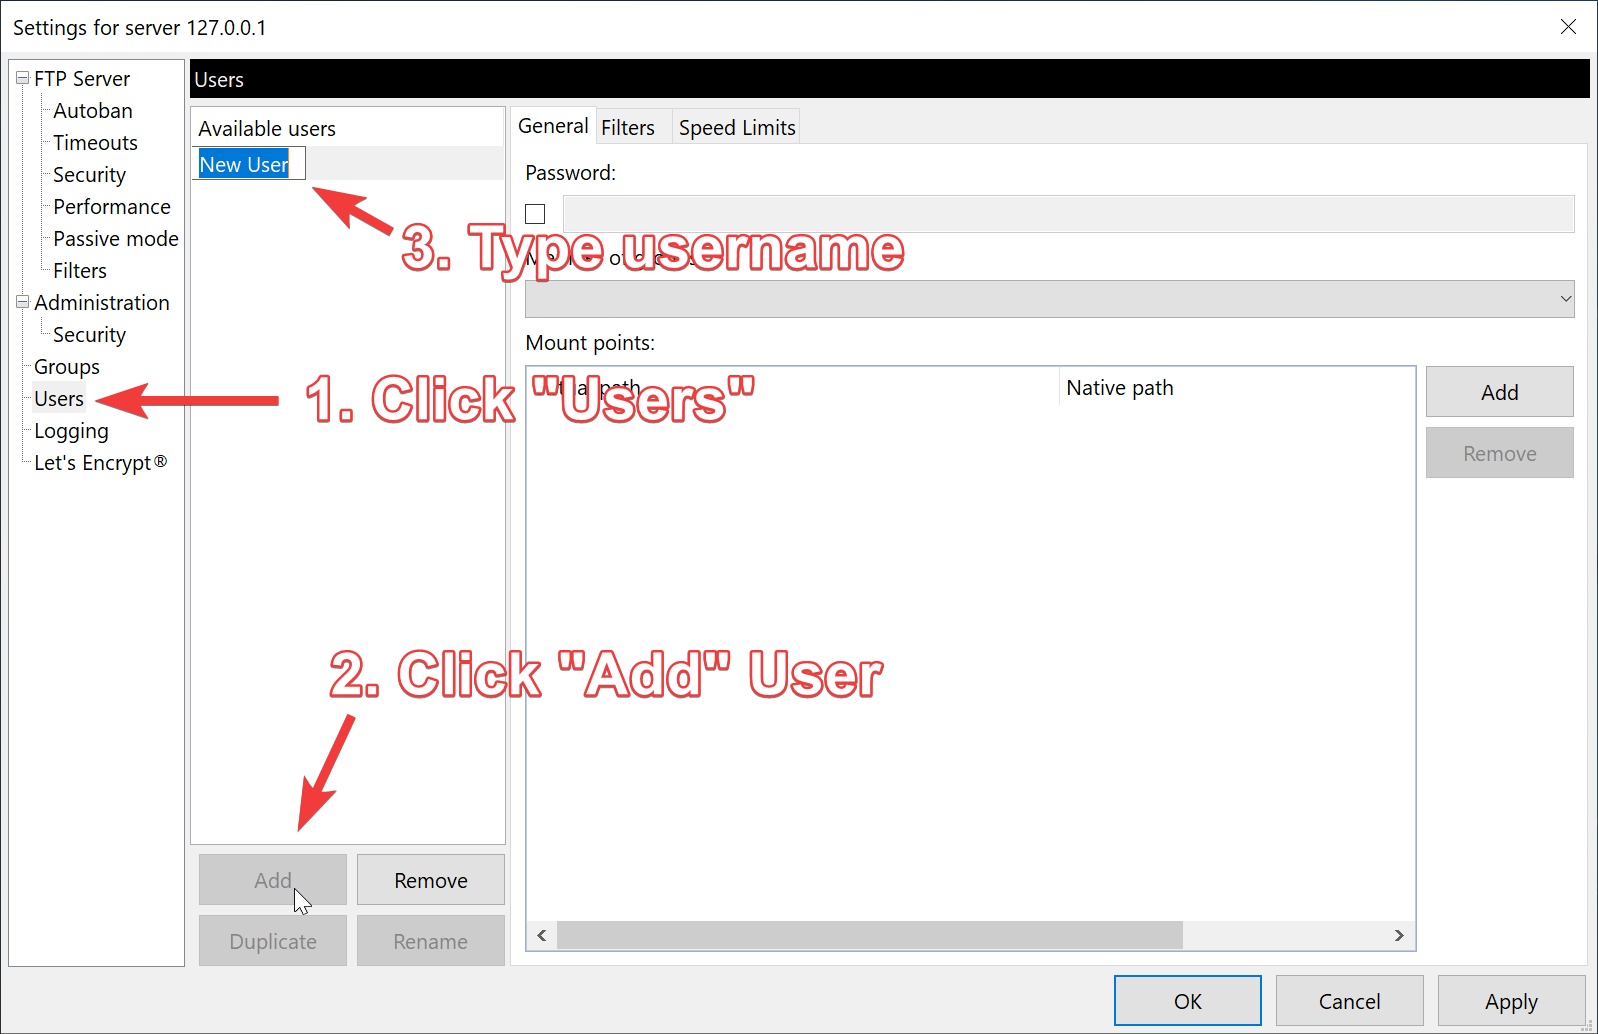 Settings for server 127.0.0.1
FTP Server
Autoban
Timeouts
Security
Performance
Passive mode
Filters
Administration
Security
Groups
Users
Logging
Let's Encrypt®
Users
Available users
New User
General
Filters
Speed Limits
Password:
3. Type username
Mount points:
path
Native path
Add
Remove
1. Click "Users"
2. Click "Add" User
Add
Remove
Duplicate
Rename
OK
Cancel
Apply